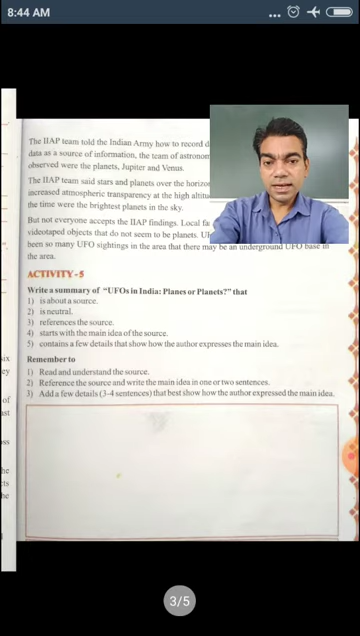 8:44 AM
...
The IIAP team told the Indian Army how to record d
data as a source of information, the team of astronom
observed were the planets, Jupiter and Venus.
The IIAP team said stars and planets over the horizo
increased atmospheric transparency at the high altitu
the time were the brightest planets in the sky.
But not everyone accepts the IIAP findings. Local fa
videotaped objects that do not seem to be planets. UF
been so many UFO sightings in the area that there may be an underground UFO base in
the area.
ACTIVITY - 5
Write a summary of "UFOs in India: Planes or Planets?" that
1) is about a source.
2) is neutral.
3) references the source.
4) starts with the main idea of the source.
5) contains a few details that show how the author expresses the main idea.
Remember to
1) Read and understand the source.
2) Reference the source and write the main idea in one or two sentences.
3) Add a few details (3-4 sentences) that best show how the author expressed the main idea.
six
ey
of
ast
ss
he
cts
he
3/5